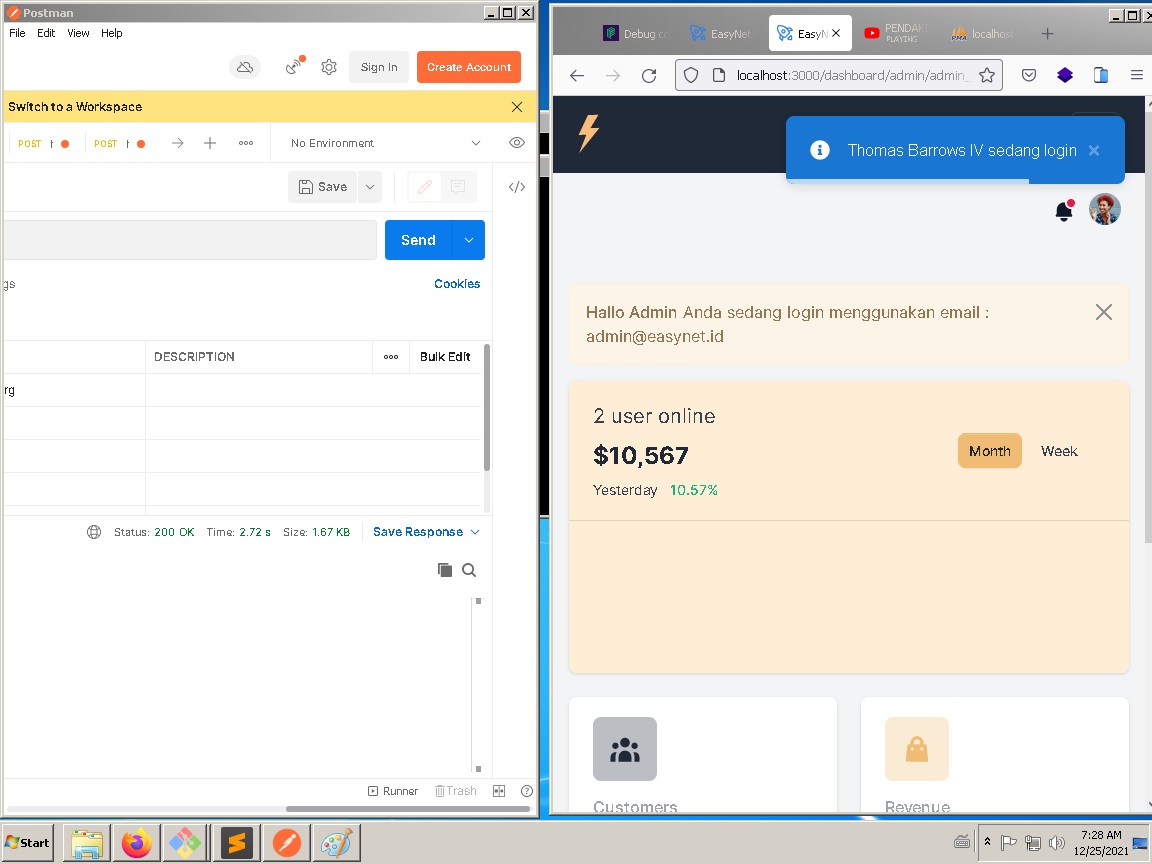 Postman
File Edit View Help
Sign In Create Account
Switch to a Workspace
POST POST No Environment
Save
Send
gs Cookies
DESCRIPTION Bulk Edit
rg
Status: 200 OK Time: 2.72 s Size: 1.67 KB Save Response
Runner Trash
Debug co EasyNet EasyN PENDAK localhost
PLAYING
localhost:3000/dashboard/admin/admin_
Thomas Barrows IV sedang login
Hallo Admin Anda sedang login menggunakan email :
admin@easynet.id
2 user online
$10,567
Month Week
Yesterday 10.57%
Customers Revenue
Start
7:28 AM
12/25/2021